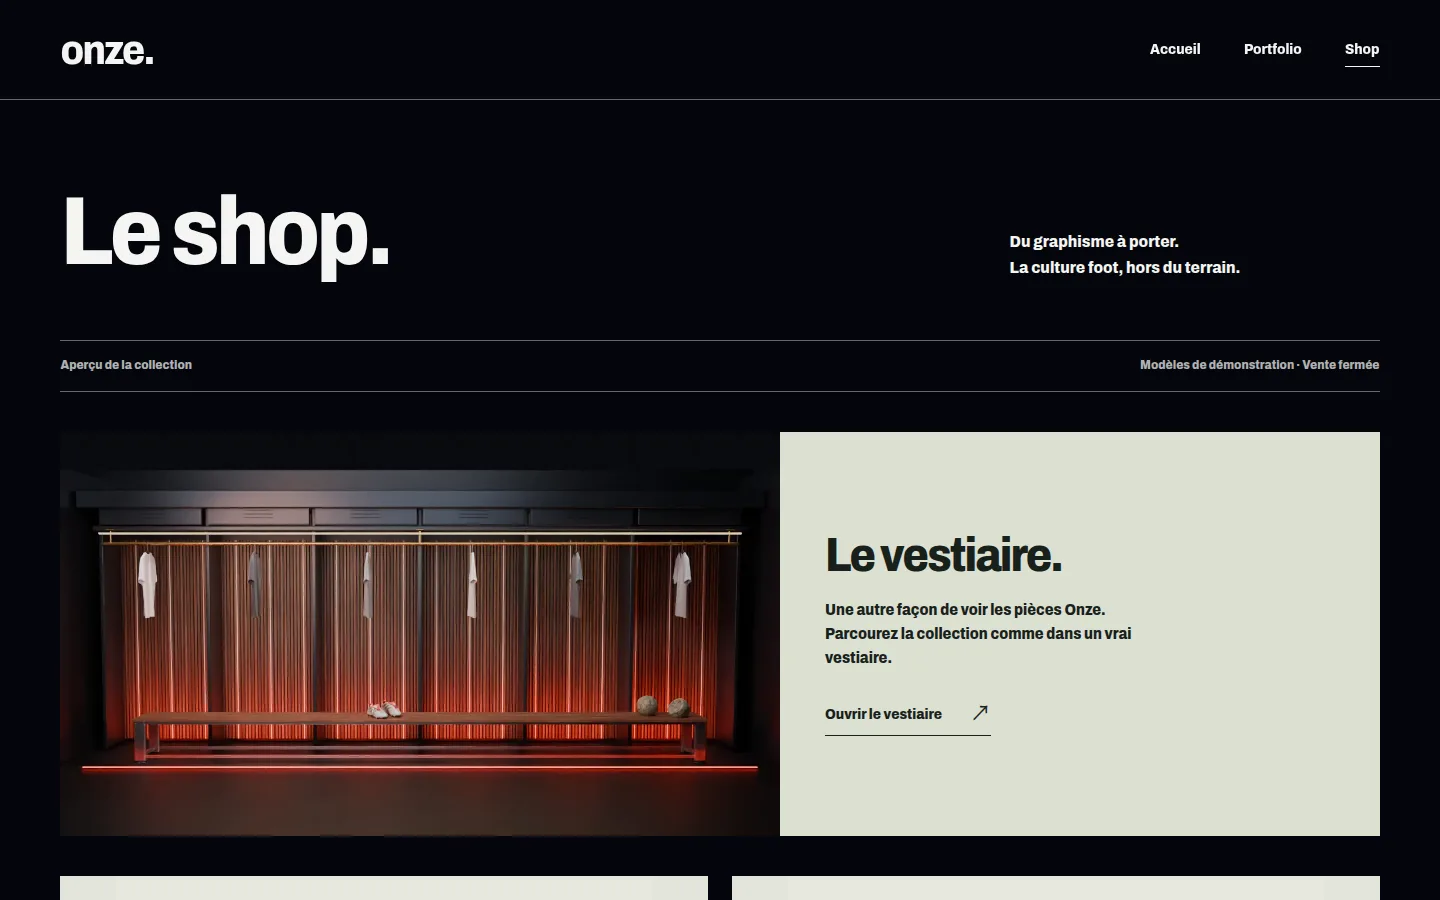 onze.
Accueil
Portfolio
Shop
Le shop.
Du graphisme à porter.
La culture foot, hors du terrain.
Aperçu de la collection
Modèles de démonstration · Vente fermée
Le vestiaire.
Une autre façon de voir les pièces Onze.
Parcourez la collection comme dans un vrai
vestiaire.
Ouvrir le vestiaire